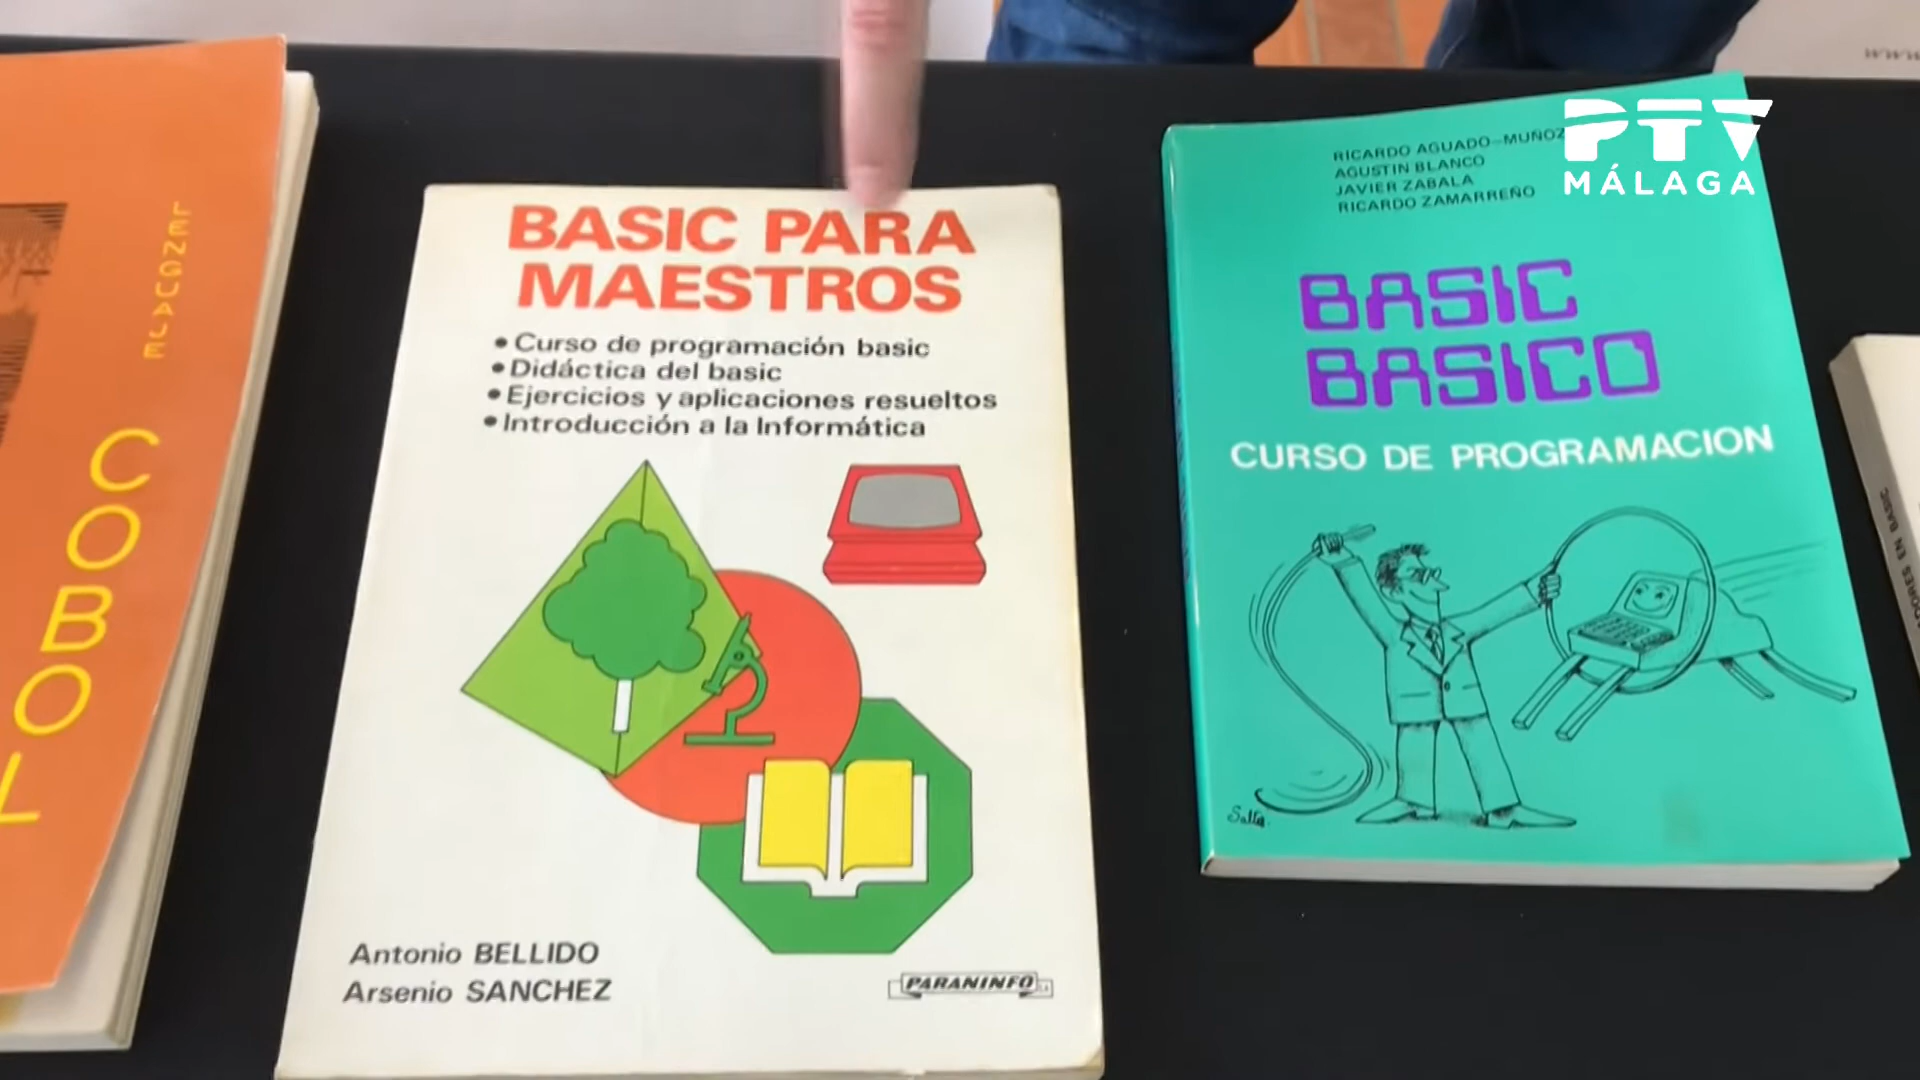 LENGUAJE
COBOL
BASIC PARA
MAESTROS
• Curso de programación basic
• Didáctica del basic
• Ejercicios y aplicaciones resueltos
• Introducción a la Informática
Antonio BELLIDO
Arsenio SANCHEZ
PARANINFO
RICARDO AGUADO-MUÑOZ
AGUSTIN BLANCO
JAVIER ZABALA
RICARDO ZAMARREÑO
BASIC
BASICO
CURSO DE PROGRAMACION
PTV
MÁLAGA
EN BASIC